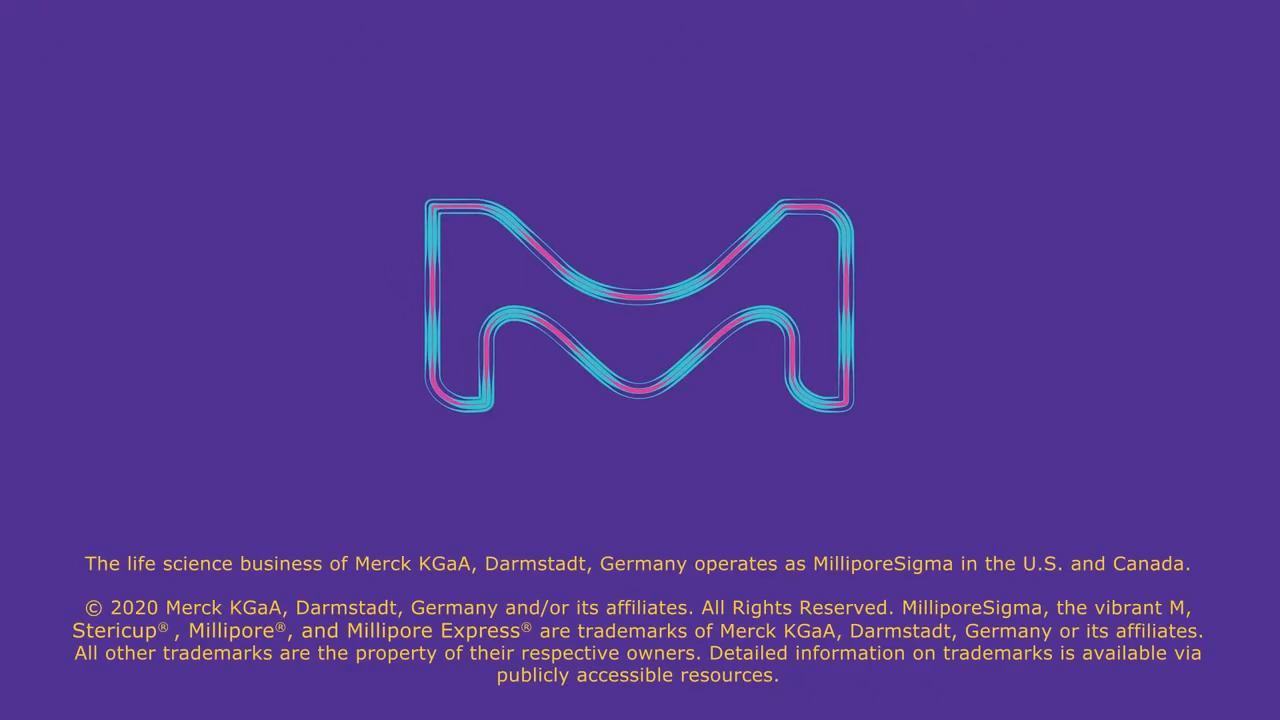 The life science business of Merck KGaA, Darmstadt, Germany operates as MilliporeSigma in the U.S. and Canada.
© 2020 Merck KGaA, Darmstadt, Germany and/or its affiliates. All Rights Reserved. MilliporeSigma, the vibrant M,
Stericup® , Millipore®, and Millipore Express® are trademarks of Merck KGaA, Darmstadt, Germany or its affiliates.
All other trademarks are the property of their respective owners. Detailed information on trademarks is available via
publicly accessible resources.